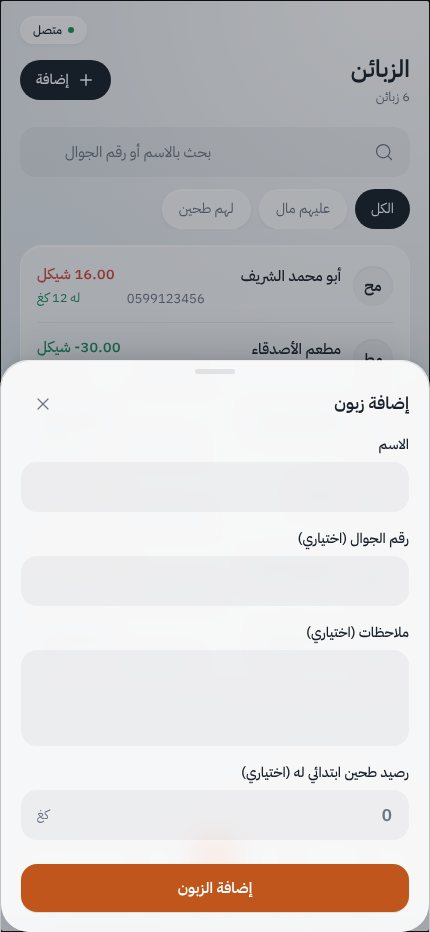 متصل
الزبائن
إضافة
6 زبائن
بحث بالاسم أو رقم الجوال
الكل
عليهم مال
لهم طحين
مح
أبو محمد الشريف
16.00 شيكل
0599123456
له 12 كغ
مط
مطعم الأصدقاء
-30.00 شيكل
إضافة زبون
الاسم
رقم الجوال (اختياري)
ملاحظات (اختياري)
رصيد طحين ابتدائي له (اختياري)
0
كغ
إضافة الزبون